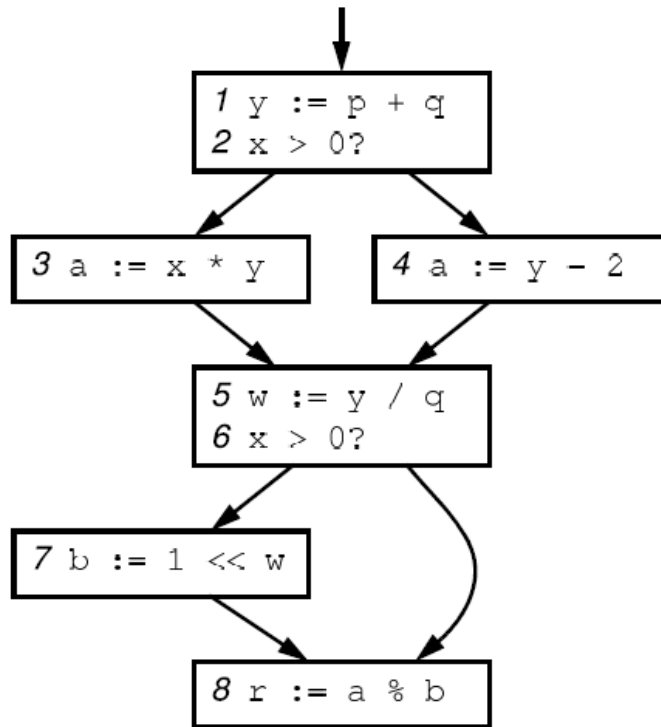 1 y := p + q
2 x > 0?
3 a := x * y
4 a := y - 2
5 w := y / q
6 x > 0?
7 b := 1 << w
8 r := a % b